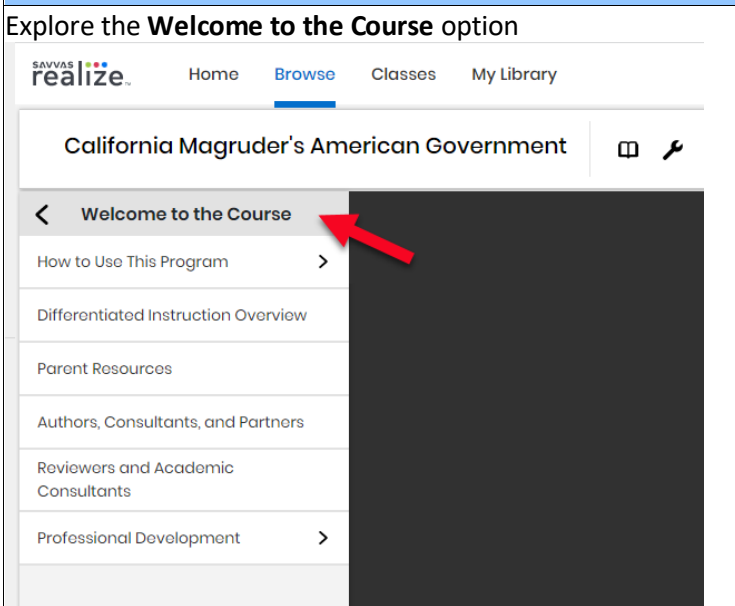 Explore the Welcome to the Course option
savvas
realize™ Home Browse Classes My Library
California Magruder's American Government
Welcome to the Course
How to Use This Program
Differentiated Instruction Overview
Parent Resources
Authors, Consultants, and Partners
Reviewers and Academic
Consultants
Professional Development